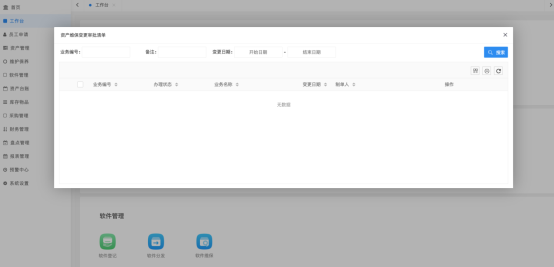 首页
工作台
员工申请
资产管理
维护保养
软件管理
资产台账
库存物品
采购管理
财务管理
盘点管理
报表管理
预警中心
系统设置
工作台
资产维保变更审批清单
业务编号：
备注：
变更日期：
开始日期
-
结束日期
搜索
业务编号
办理状态
业务名称
变更日期
制单人
操作
无数据
软件管理
软件登记
软件分发